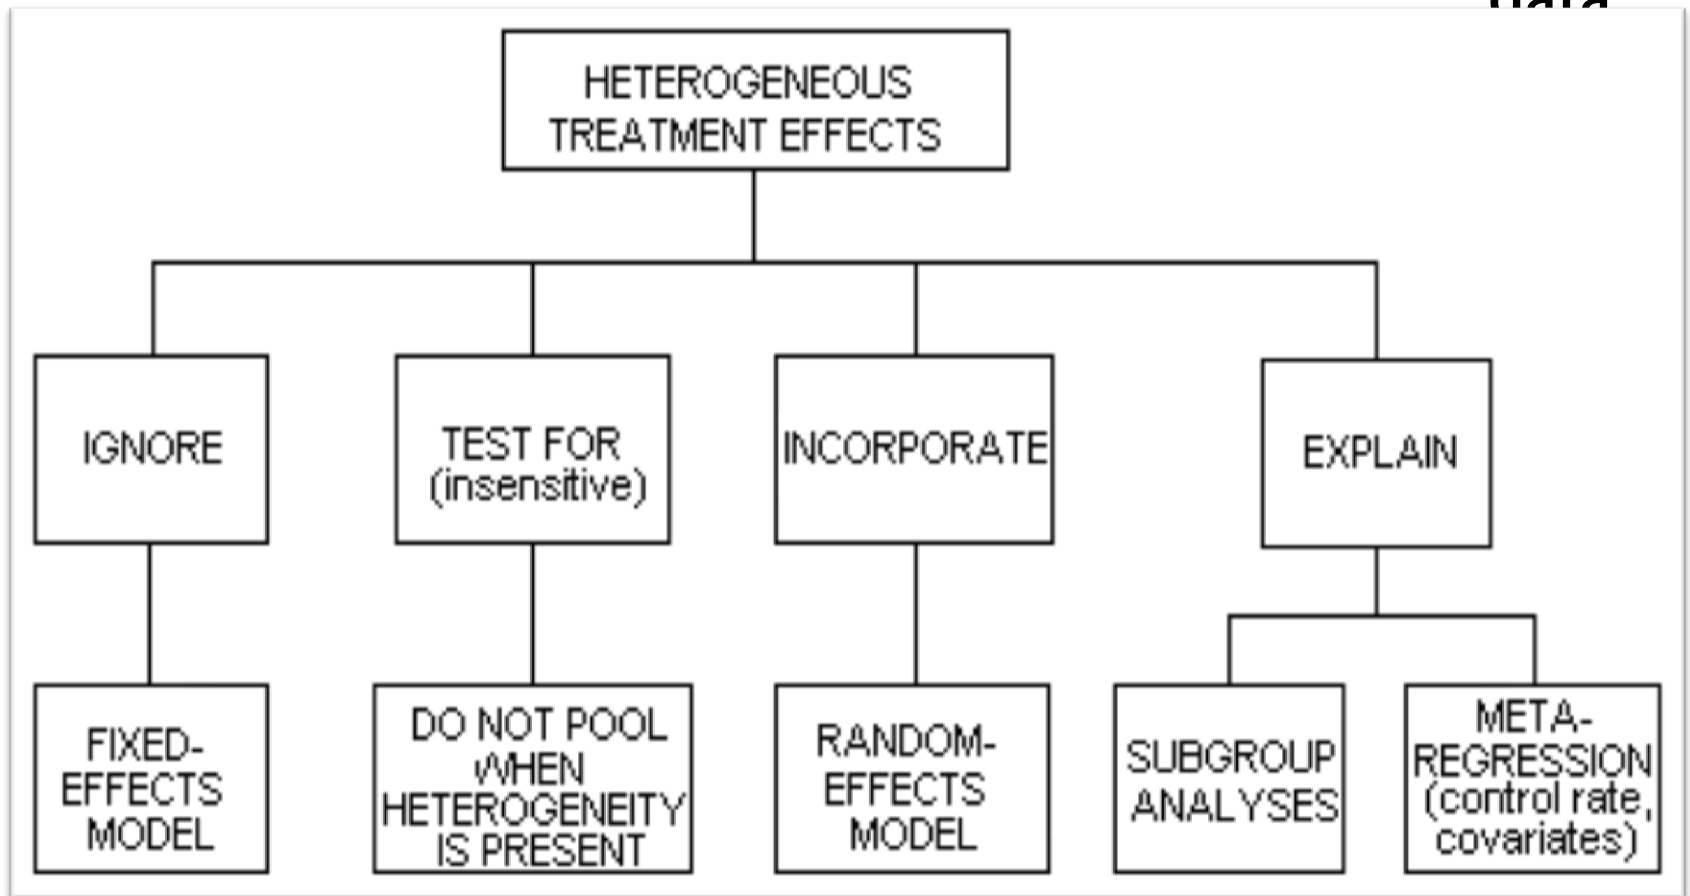 data
HETEROGENEOUS
TREATMENT EFFECTS
IGNORE
TEST FOR
(insensitive)
INCORPORATE
EXPLAIN
FIXED-
EFFECTS
MODEL
DO NOT POOL
WHEN
HETEROGENEITY
IS PRESENT
RANDOM-
EFFECTS
MODEL
SUBGROUP
ANALYSES
META-
REGRESSION
(control rate,
covariates)